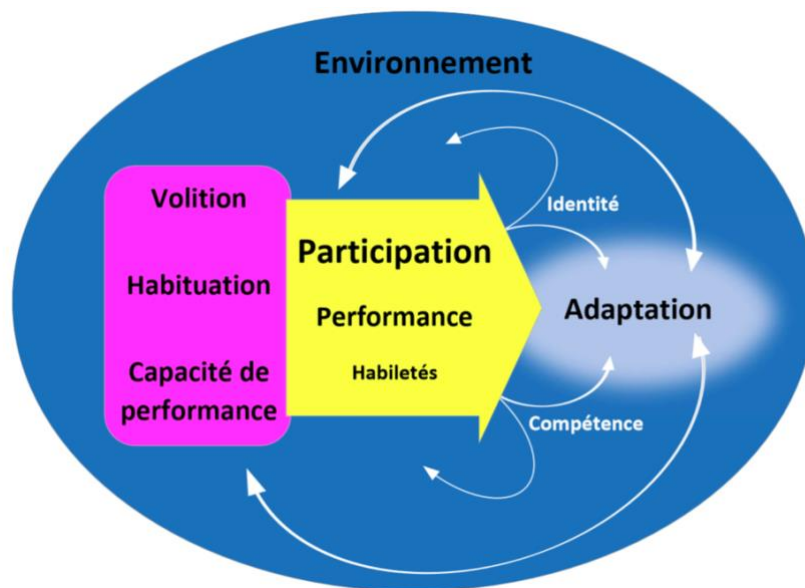 Environnement
Volition
Habituation
Capacité de
performance
Participation
Performance
Habiletés
Identité
Adaptation
Compétence